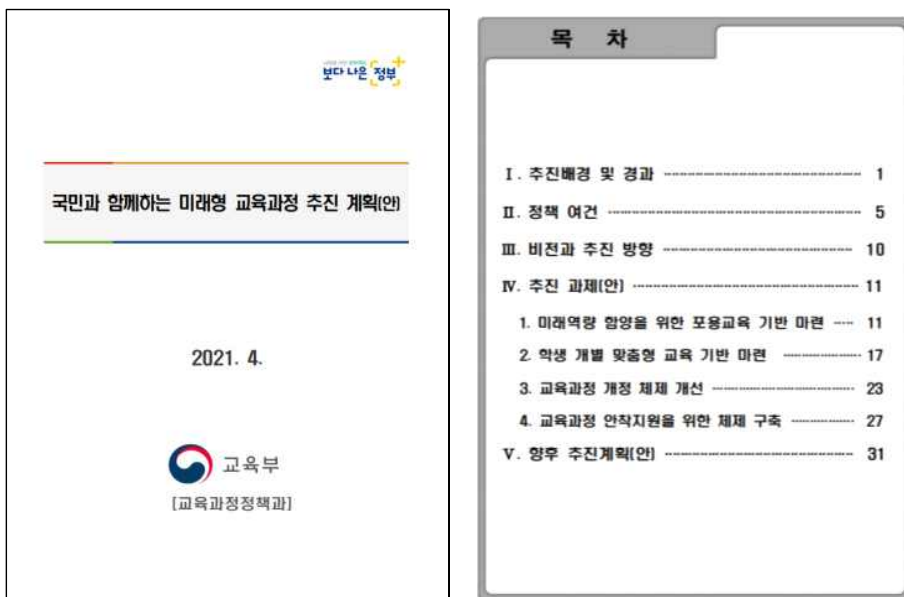 보다 나은 정부
국민과 함께하는 미래형 교육과정 추진 계획(안)
2021. 4.
교육부
[교육과정정책과]
목 차
Ⅰ. 추진배경 및 경과 1
Ⅱ. 정책 여건 5
Ⅲ. 비전과 추진 방향 10
Ⅳ. 추진 과제(안) 11
1. 미래역량 함양을 위한 포용교육 기반 마련 11
2. 학생 개별 맞춤형 교육 기반 마련 17
3. 교육과정 개정 체제 개선 23
4. 교육과정 안착지원을 위한 체제 구축 27
Ⅴ. 향후 추진계획(안) 31